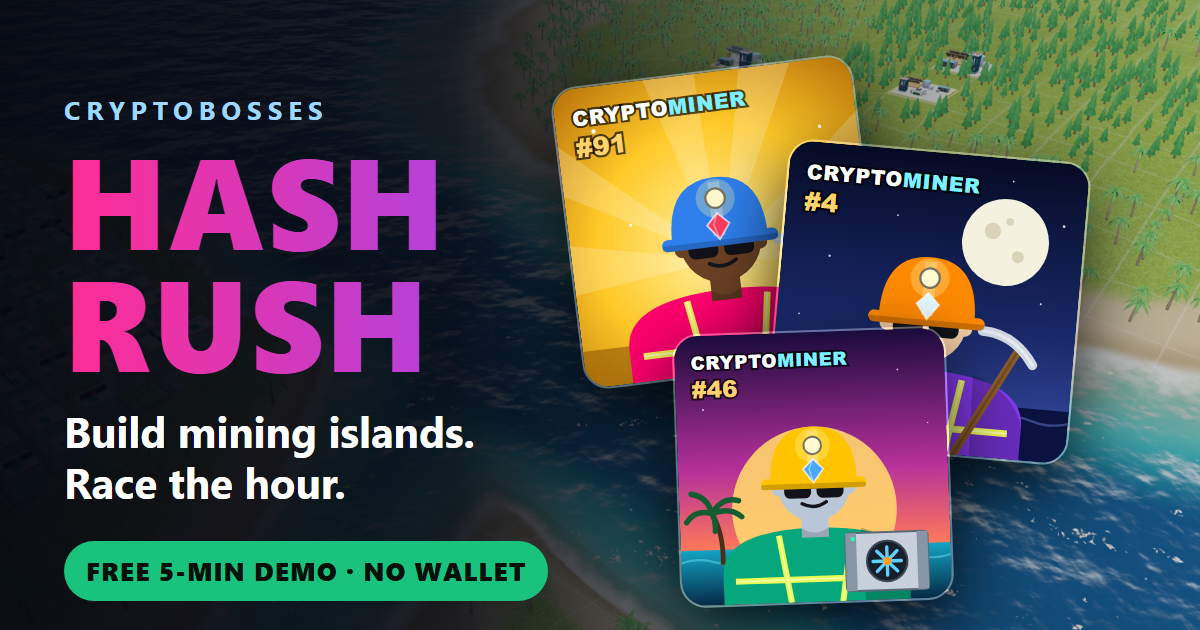 CRYPTOBOSSES
HASH
RUSH
Build mining islands.
Race the hour.
FREE 5-MIN DEMO · NO WALLET
CRYPTOMINER
#91
CRYPTOMINER
#4
CRYPTOMINER
#46